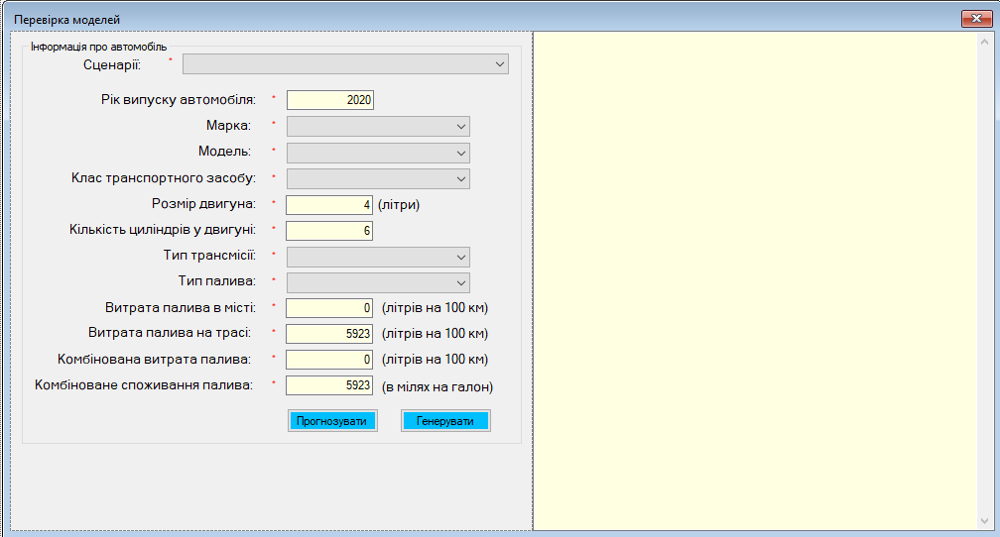 Перевірка моделей
Інформація про автомобіль
Сценарії: *
Рік випуску автомобіля: * 2020
Марка: *
Модель: *
Клас транспортного засобу: *
Розмір двигуна: * 4 (літри)
Кількість циліндрів у двигуні: * 6
Тип трансмісії: *
Тип палива: *
Витрата палива в місті: * 0 (літрів на 100 км)
Витрата палива на трасі: * 5923 (літрів на 100 км)
Комбінована витрата палива: * 0 (літрів на 100 км)
Комбіноване споживання палива: * 5923 (в мілях на галон)
Прогнозувати Генерувати